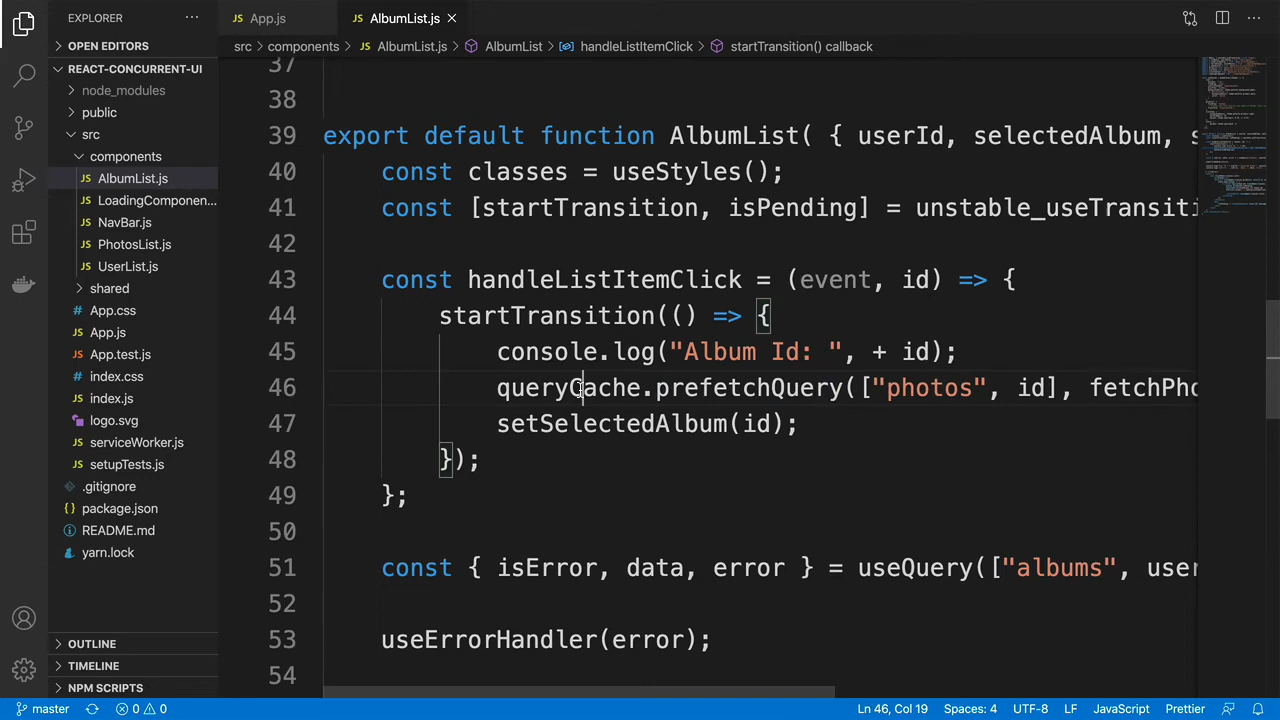 EXPLORER
App.js
AlbumList.js
OPEN EDITORS
REACT-CONCURRENT-UI
node_modules
public
src
components
AlbumList.js
LoadingComponen...
NavBar.js
PhotosList.js
UserList.js
shared
App.css
App.js
App.test.js
index.css
index.js
logo.svg
serviceWorker.js
setupTests.js
.gitignore
package.json
README.md
yarn.lock
OUTLINE
TIMELINE
NPM SCRIPTS
src > components > JS AlbumList.js > AlbumList > handleListItemClick > startTransition() callback
37
38
39 export default function AlbumList( { userId, selectedAlbum,
40 const classes = useStyles();
41 const [startTransition, isPending] = unstable_useTransiti
42
43 const handleListItemClick = (event, id) => {
44 startTransition(() => {
45 console.log("Album Id: ", + id);
46 queryCache.prefetchQuery(["photos", id], fetchPho
47 setSelectedAlbum(id);
48 });
49 };
50
51 const { isError, data, error } = useQuery(["albums", user
52
53 useErrorHandler(error);
54
master
0 0
Ln 46, Col 19
Spaces: 4
UTF-8
LF
JavaScript
Prettier